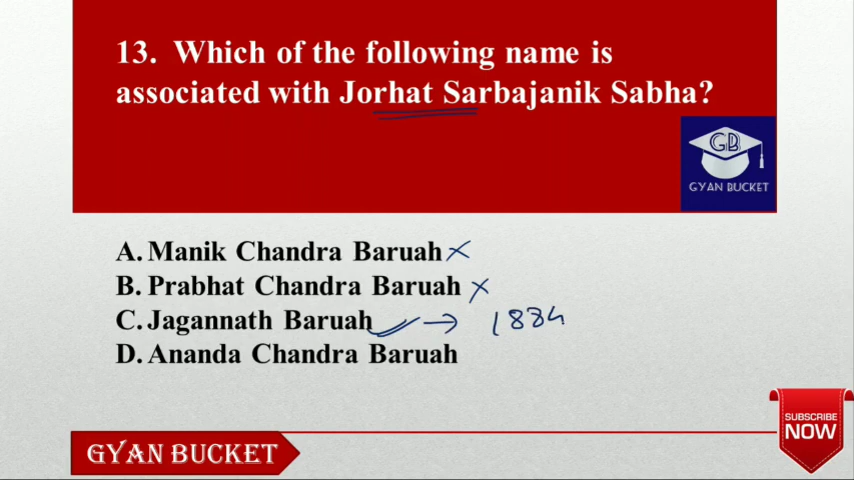 13. Which of the following name is
associated with Jorhat Sarbajanik Sabha?
GB
GYAN BUCKET
A. Manik Chandra Baruah ×
B. Prabhat Chandra Baruah ×
C. Jagannath Baruah ✓ → 1884
D. Ananda Chandra Baruah
SUBSCRIBE
NOW
GYAN BUCKET